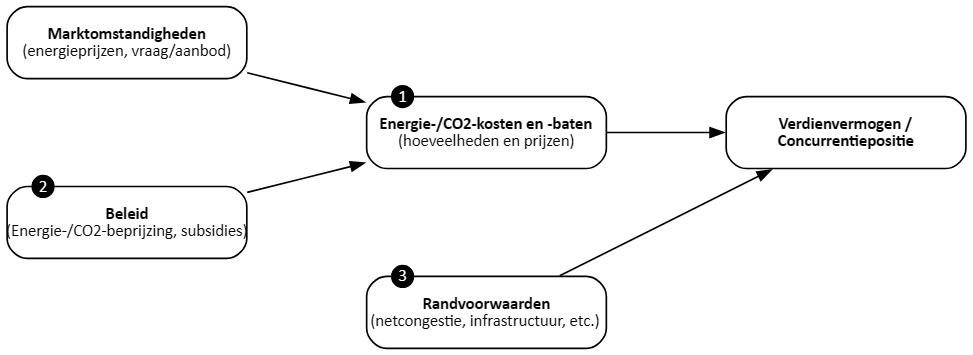 Marktomstandigheden
(energieprijzen, vraag/aanbod)
1
Energie-/CO2-kosten en -baten
(hoeveelheden en prijzen)
Verdienvermogen /
Concurrentiepositie
2
Beleid
(Energie-/CO2-beprijzing, subsidies)
3
Randvoorwaarden
(netcongestie, infrastructuur, etc.)